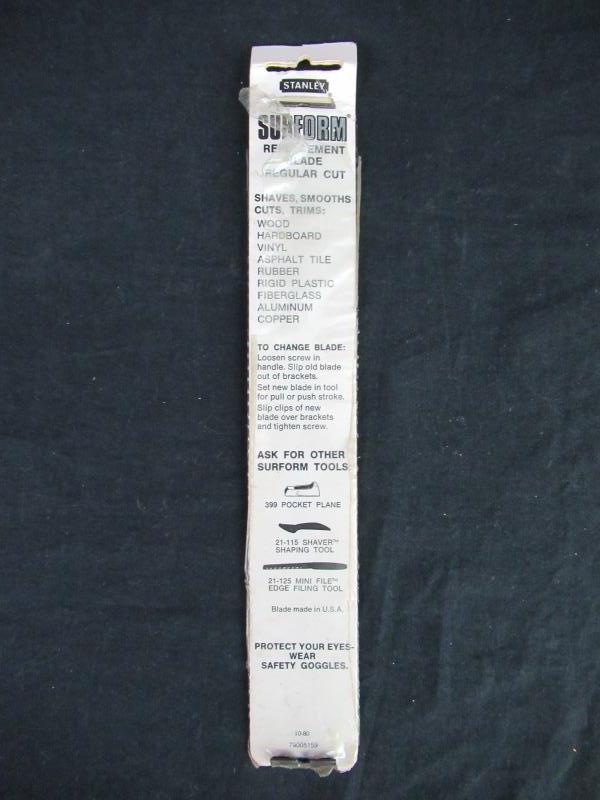 STANLEY
SURFORM®
REGULAR CUT
SHAVES, SMOOTHS
CUTS, TRIMS:
WOOD
HARDBOARD
VINYL
ASPHALT TILE
RUBBER
RIGID PLASTIC
FIBERGLASS
ALUMINUM
COPPER
TO CHANGE BLADE:
Loosen screw in
handle. Slip old blade
out of brackets.
Set new blade in tool
for pull or push stroke.
Slip clips of new
blade over brackets
and tighten screw.
ASK FOR OTHER
SURFORM TOOLS
399 POCKET PLANE
21-115 SHAVER™
SHAPING TOOL
21-125 MINI FILE™
EDGE FILING TOOL
Blade made in U.S.A.
PROTECT YOUR EYES-
WEAR
SAFETY GOGGLES.
10-80
79005159